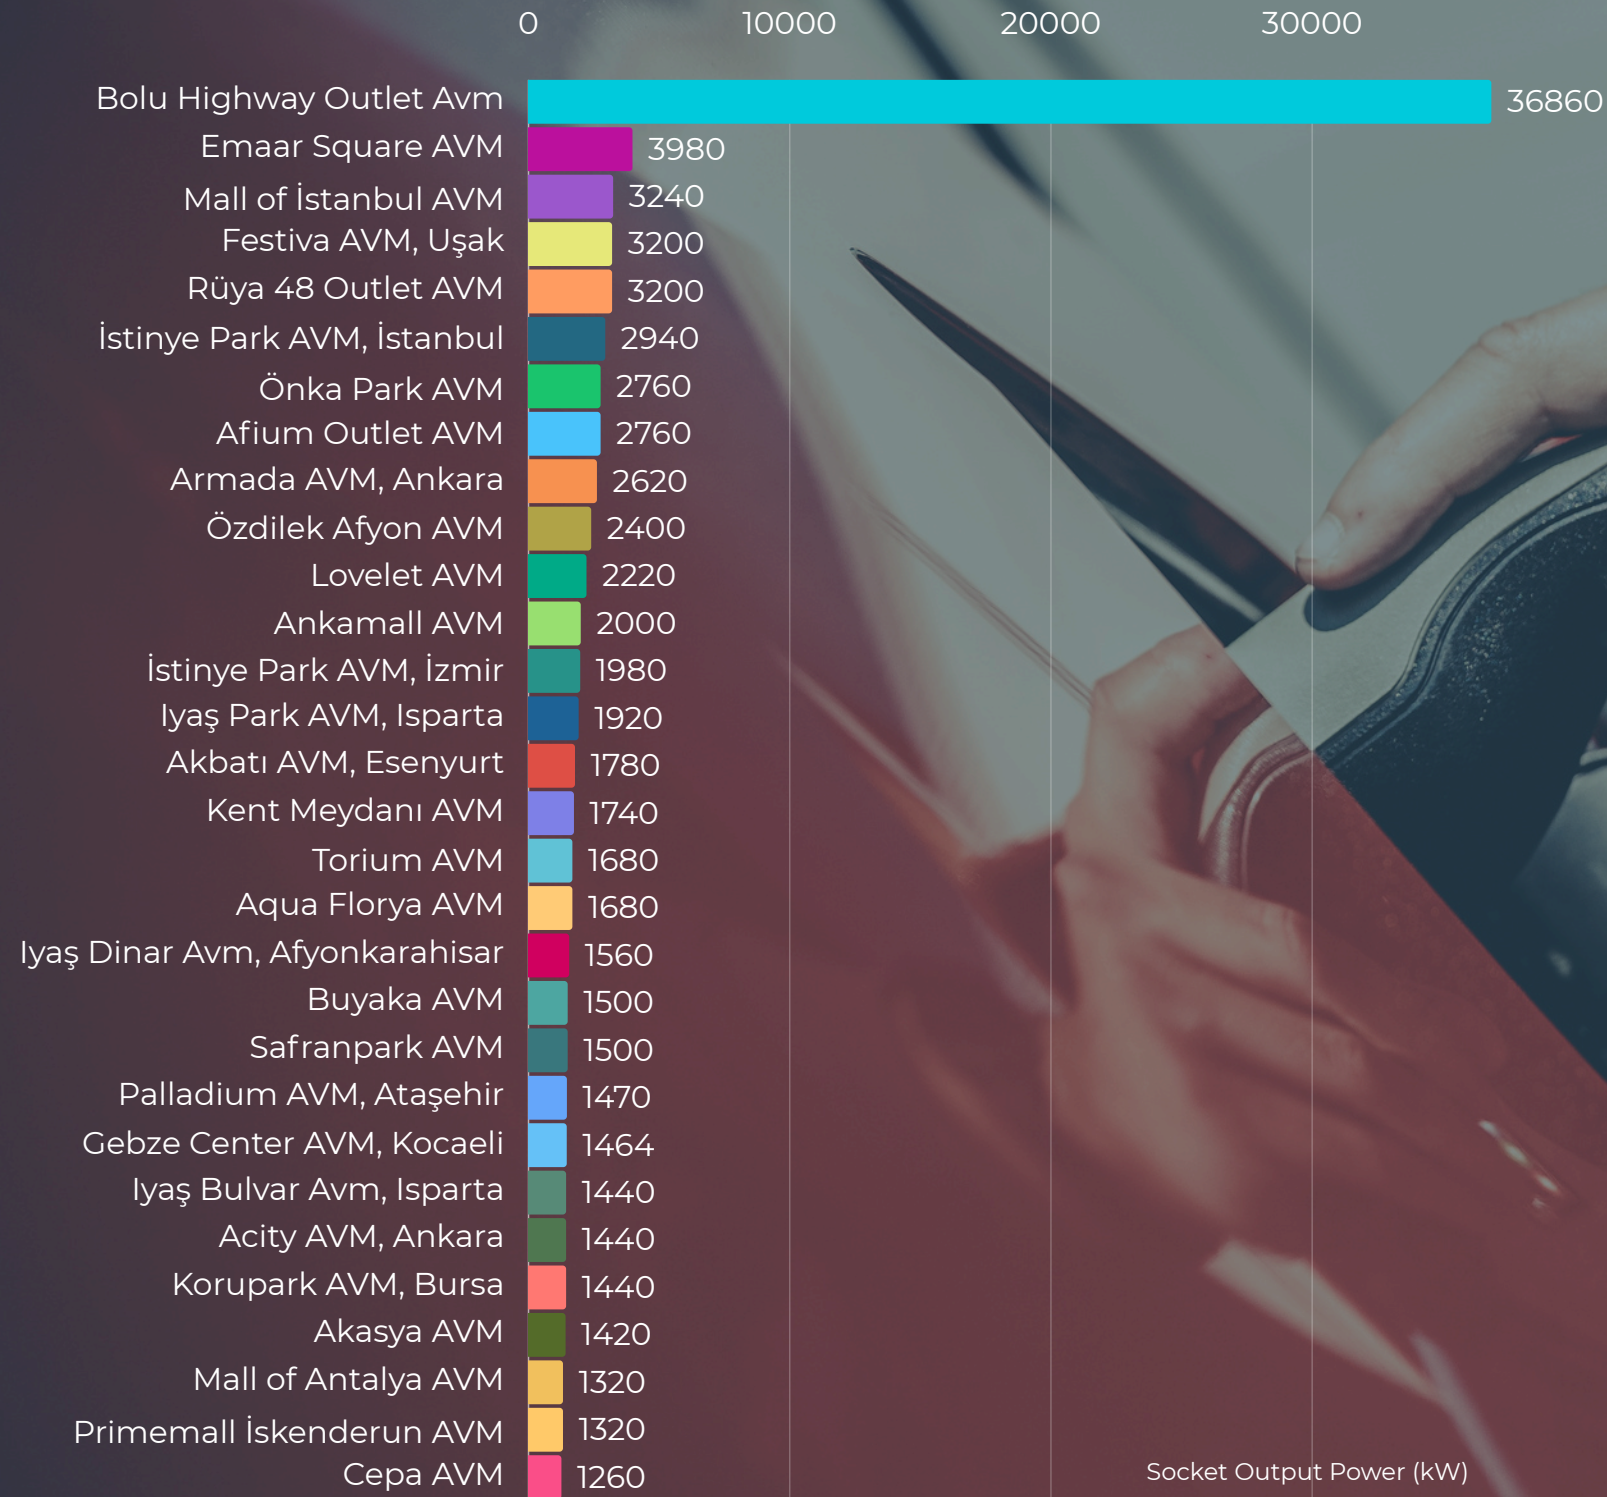 0 10000 20000 30000
Bolu Highway Outlet Avm 36860
Emaar Square AVM 3980
Mall of İstanbul AVM 3240
Festiva AVM, Uşak 3200
Rüya 48 Outlet AVM 3200
İstinye Park AVM, İstanbul 2940
Önka Park AVM 2760
Afium Outlet AVM 2760
Armada AVM, Ankara 2620
Özdilek Afyon AVM 2400
Lovelet AVM 2220
Ankamall AVM 2000
İstinye Park AVM, İzmir 1980
Iyaş Park AVM, Isparta 1920
Akbatı AVM, Esenyurt 1780
Kent Meydanı AVM 1740
Torium AVM 1680
Aqua Florya AVM 1680
Iyaş Dinar Avm, Afyonkarahisar 1560
Buyaka AVM 1500
Safranpark AVM 1500
Palladium AVM, Ataşehir 1470
Gebze Center AVM, Kocaeli 1464
Iyaş Bulvar Avm, Isparta 1440
Acity AVM, Ankara 1440
Korupark AVM, Bursa 1440
Akasya AVM 1420
Mall of Antalya AVM 1320
Primemall İskenderun AVM 1320
Cepa AVM 1260
Socket Output Power (kW)